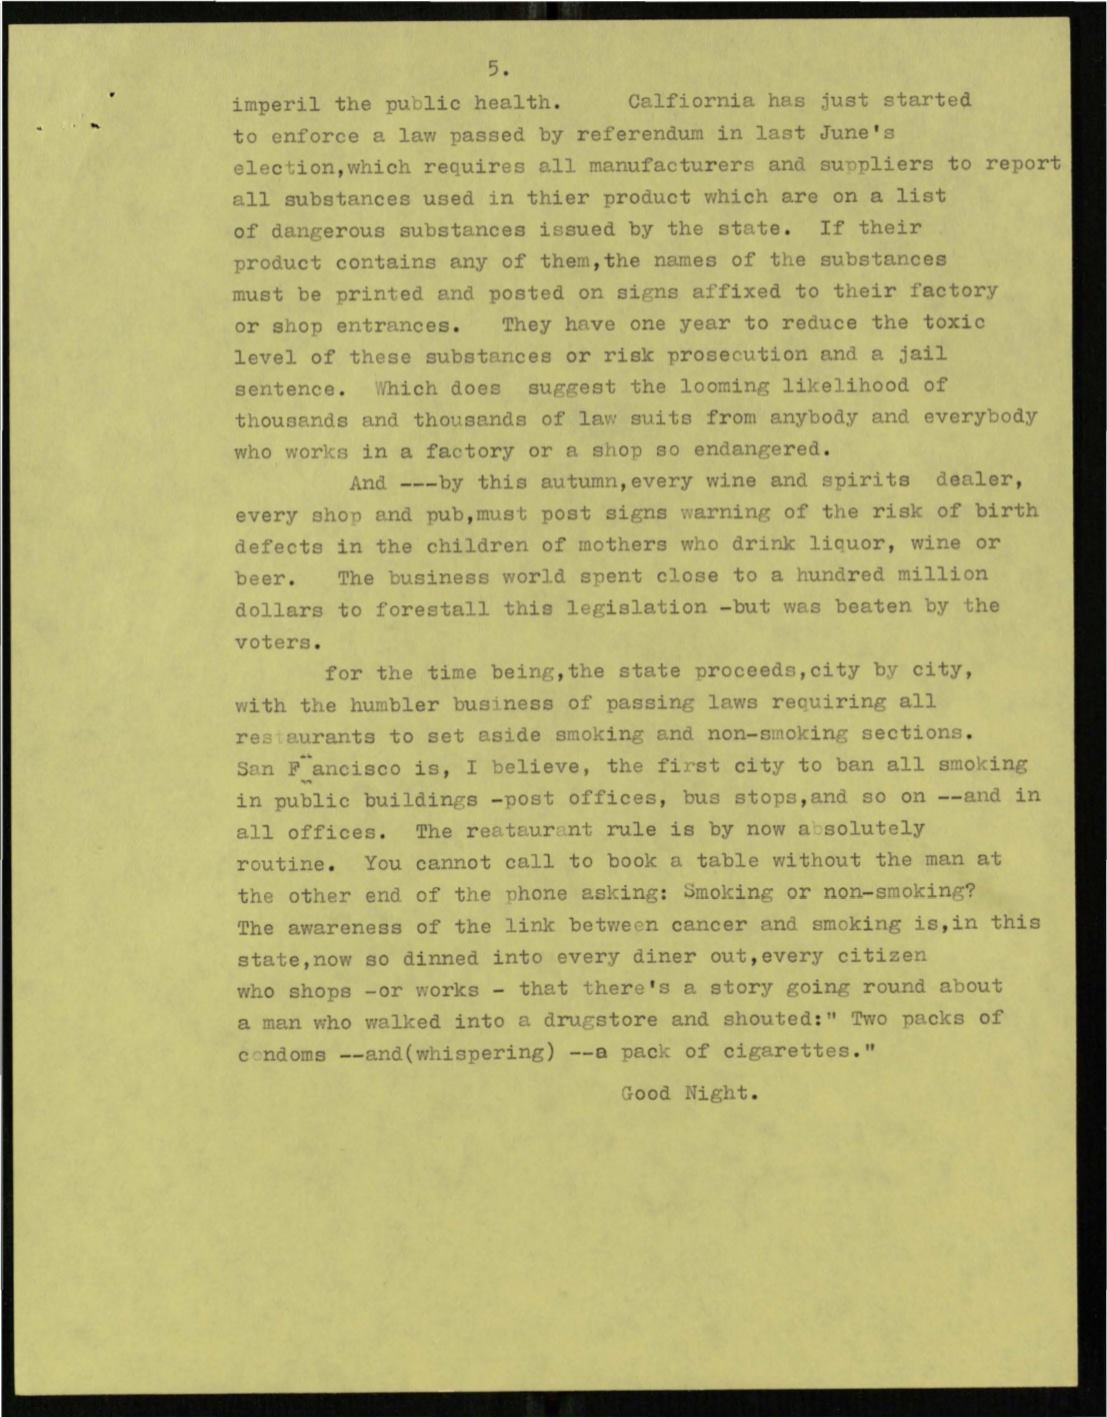 5.
imperil the public health. Calfiornia has just started
to enforce a law passed by referendum in last June's
election,which requires all manufacturers and suppliers to report
all substances used in thier product which are on a list
of dangerous substances issued by the state. If their
product contains any of them,the names of the substances
must be printed and posted on signs affixed to their factory
or shop entrances. They have one year to reduce the toxic
level of these substances or risk prosecution and a jail
sentence. Which does suggest the looming likelihood of
thousands and thousands of law suits from anybody and everybody
who works in a factory or a shop so endangered.
And ---by this autumn,every wine and spirits dealer,
every shop and pub,must post signs warning of the risk of birth
defects in the children of mothers who drink liquor, wine or
beer. The business world spent close to a hundred million
dollars to forestall this legislation -but was beaten by the
voters.
for the time being,the state proceeds,city by city,
with the humbler business of passing laws requiring all
restaurants to set aside smoking and non-smoking sections.
San Francisco is, I believe, the first city to ban all smoking
in public buildings -post offices, bus stops,and so on --and in
all offices. The reataurant rule is by now absolutely
routine. You cannot call to book a table without the man at
the other end of the phone asking: Smoking or non-smoking?
The awareness of the link between cancer and smoking is,in this
state,now so dinned into every diner out,every citizen
who shops -or works - that there's a story going round about
a man who walked into a drugstore and shouted:" Two packs of
condoms --and(whispering) --a pack of cigarettes."
Good Night.